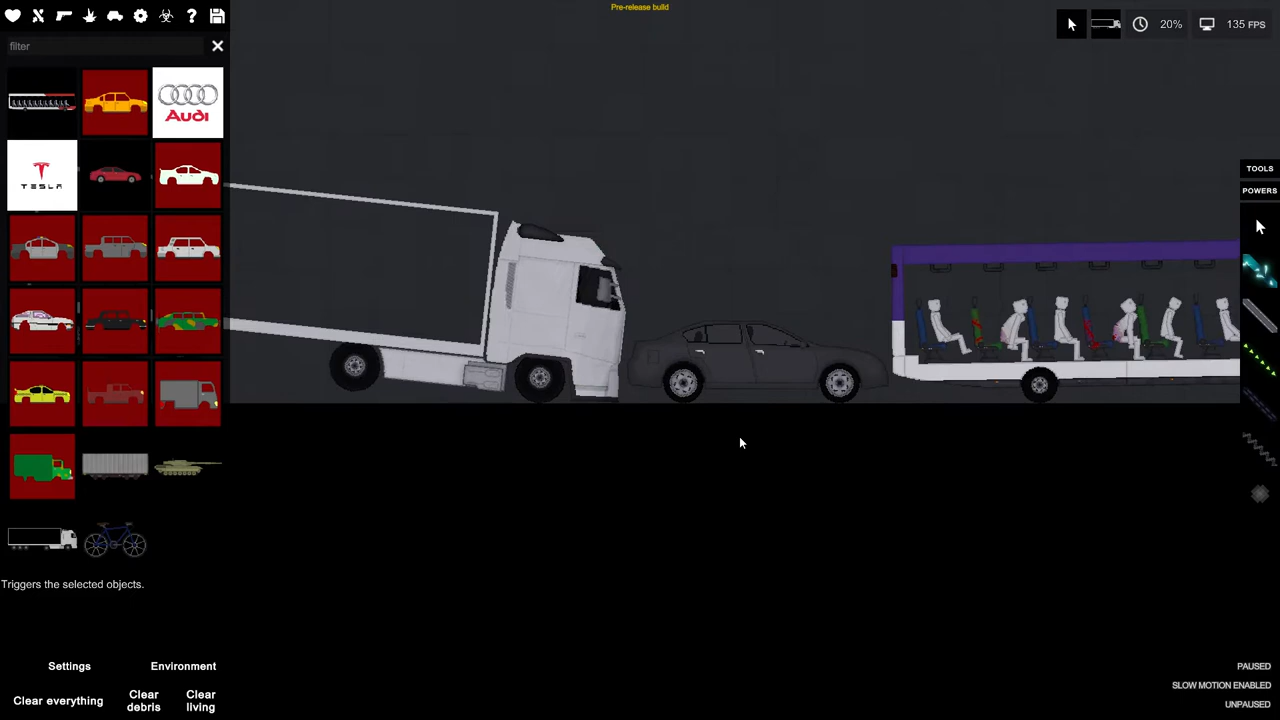 Pre-release build
20%
135 FPS
filter
Audi
TESLA
TOOLS
POWERS
Triggers the selected objects.
Settings
Environment
Clear everything
Clear debris
Clear living
PAUSED
SLOW MOTION ENABLED
UNPAUSED